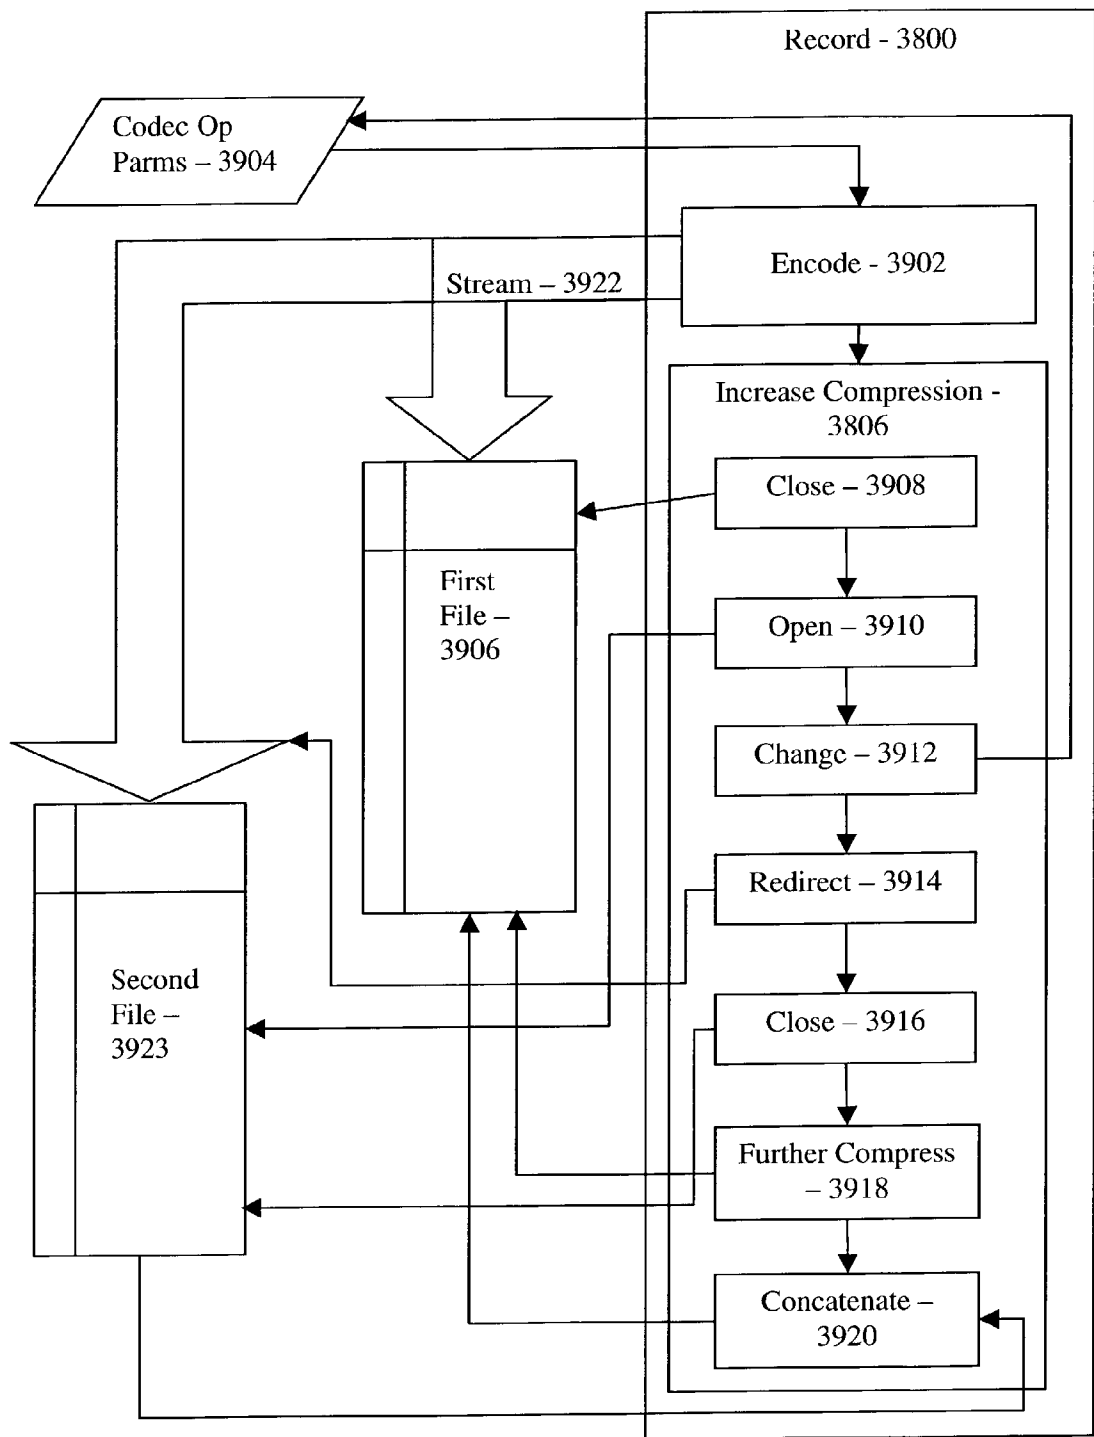 Record - 3800
Codec Op
Parms – 3904
Encode - 3902
Stream – 3922
Increase Compression -
3806
Close – 3908
First
File –
3906
Open – 3910
Change – 3912
Redirect – 3914
Second
File –
3923
Close – 3916
Further Compress
– 3918
Concatenate –
3920